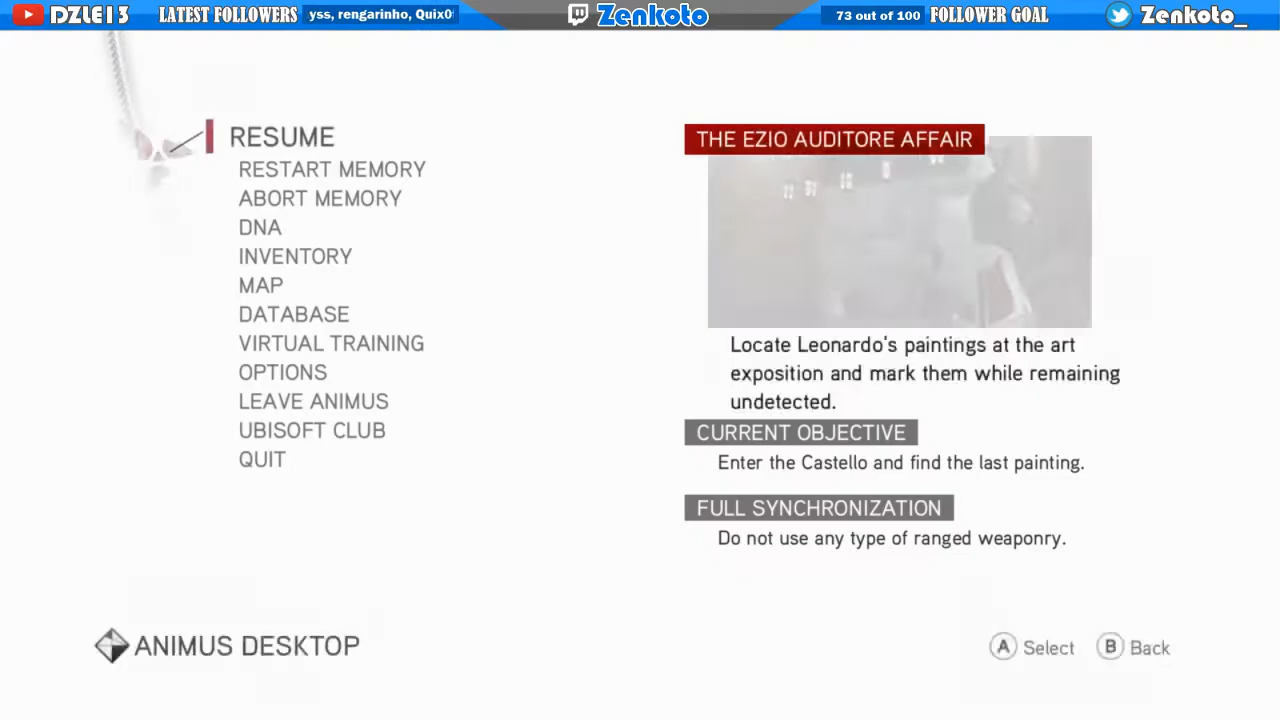 DZLE13 LATEST FOLLOWERS yss, rengarinho, Quix0 Zenkoto 73 out of 100 FOLLOWER GOAL Zenkoto_
RESUME
RESTART MEMORY
ABORT MEMORY
DNA
INVENTORY
MAP
DATABASE
VIRTUAL TRAINING
OPTIONS
LEAVE ANIMUS
UBISOFT CLUB
QUIT
THE EZIO AUDITORE AFFAIR
Locate Leonardo's paintings at the art
exposition and mark them while remaining
undetected.
CURRENT OBJECTIVE
Enter the Castello and find the last painting.
FULL SYNCHRONIZATION
Do not use any type of ranged weaponry.
ANIMUS DESKTOP
A Select B Back